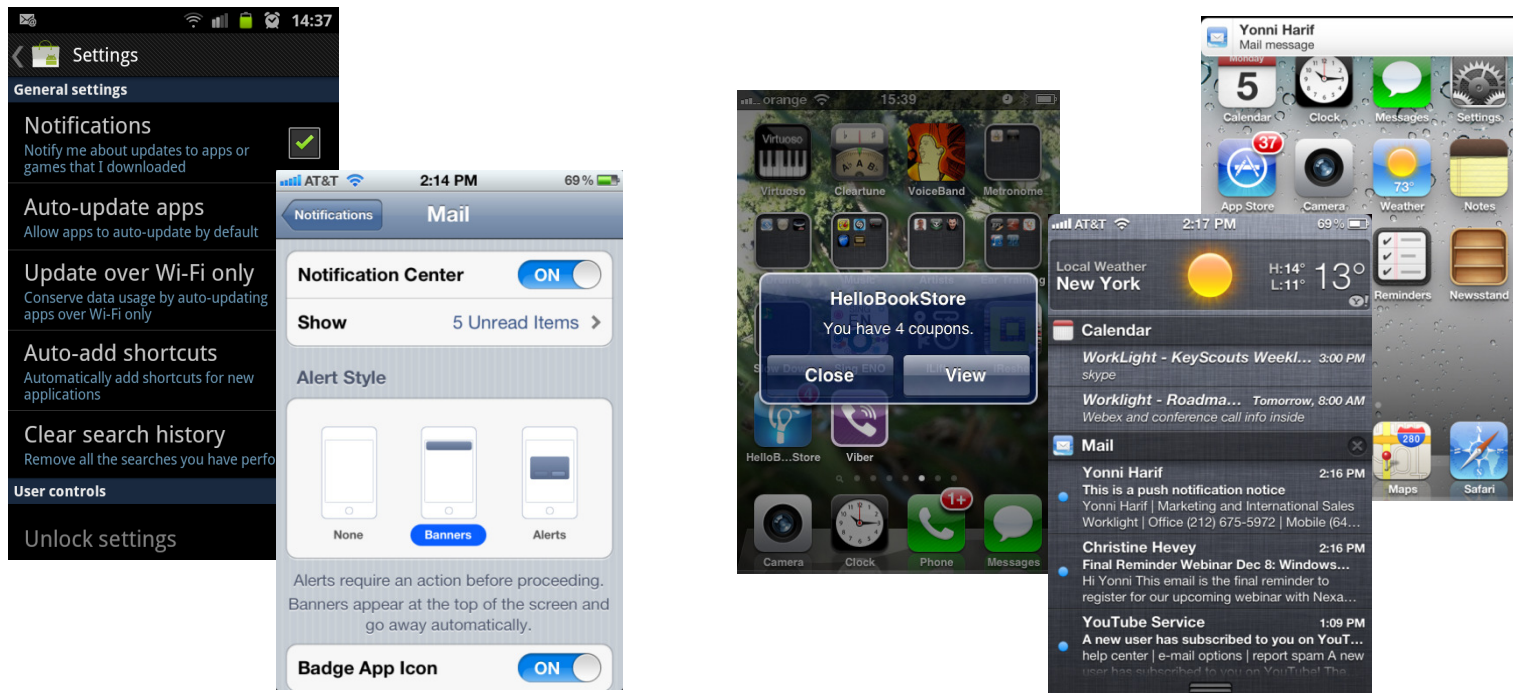 14:37
Settings
General settings
Notifications
Notify me about updates to apps or
games that I downloaded
Auto-update apps
Allow apps to auto-update by default
Update over Wi-Fi only
Conserve data usage by auto-updating
apps over Wi-Fi only
Auto-add shortcuts
Automatically add shortcuts for new
applications
Clear search history
Remove all the searches you have perfo
User controls
Unlock settings
AT&T 2:14 PM 69%
Notifications Mail
Notification Center ON
Show 5 Unread Items
Alert Style
None Banners Alerts
Alerts require an action before proceeding.
Banners appear at the top of the screen and
go away automatically.
Badge App Icon ON
orange 15:39
Virtuoso
Virtuoso Cleartune VoiceBand Metronome
HelloBookStore
You have 4 coupons.
Close View
HelloB...Store Viber
1+
Camera Clock Phone Messages
Yonni Harif
Mail message
Monday
5
Calendar Clock Messages Settings
37
73°
App Store Camera Weather Notes
Reminders Newsstand
280
Maps Safari
AT&T 2:17 PM 69%
Local Weather
New York
H:14°
L:11°
13°
Y!
Calendar
WorkLight - KeyScouts Weekl... 3:00 PM
skype
Worklight - Roadma... Tomorrow, 8:00 AM
Webex and conference call info inside
Mail
Yonni Harif 2:16 PM
This is a push notification notice
Yonni Harif | Marketing and International Sales
Worklight | Office (212) 675-5972 | Mobile (64...
Christine Hevey 2:16 PM
Final Reminder Webinar Dec 8: Windows...
Hi Yonni This email is the final reminder to
register for our upcoming webinar with Nexa...
YouTube Service 1:09 PM
A new user has subscribed to you on YouT...
help center | e-mail options | report spam A new
user has subscribed to you on YouTube! The